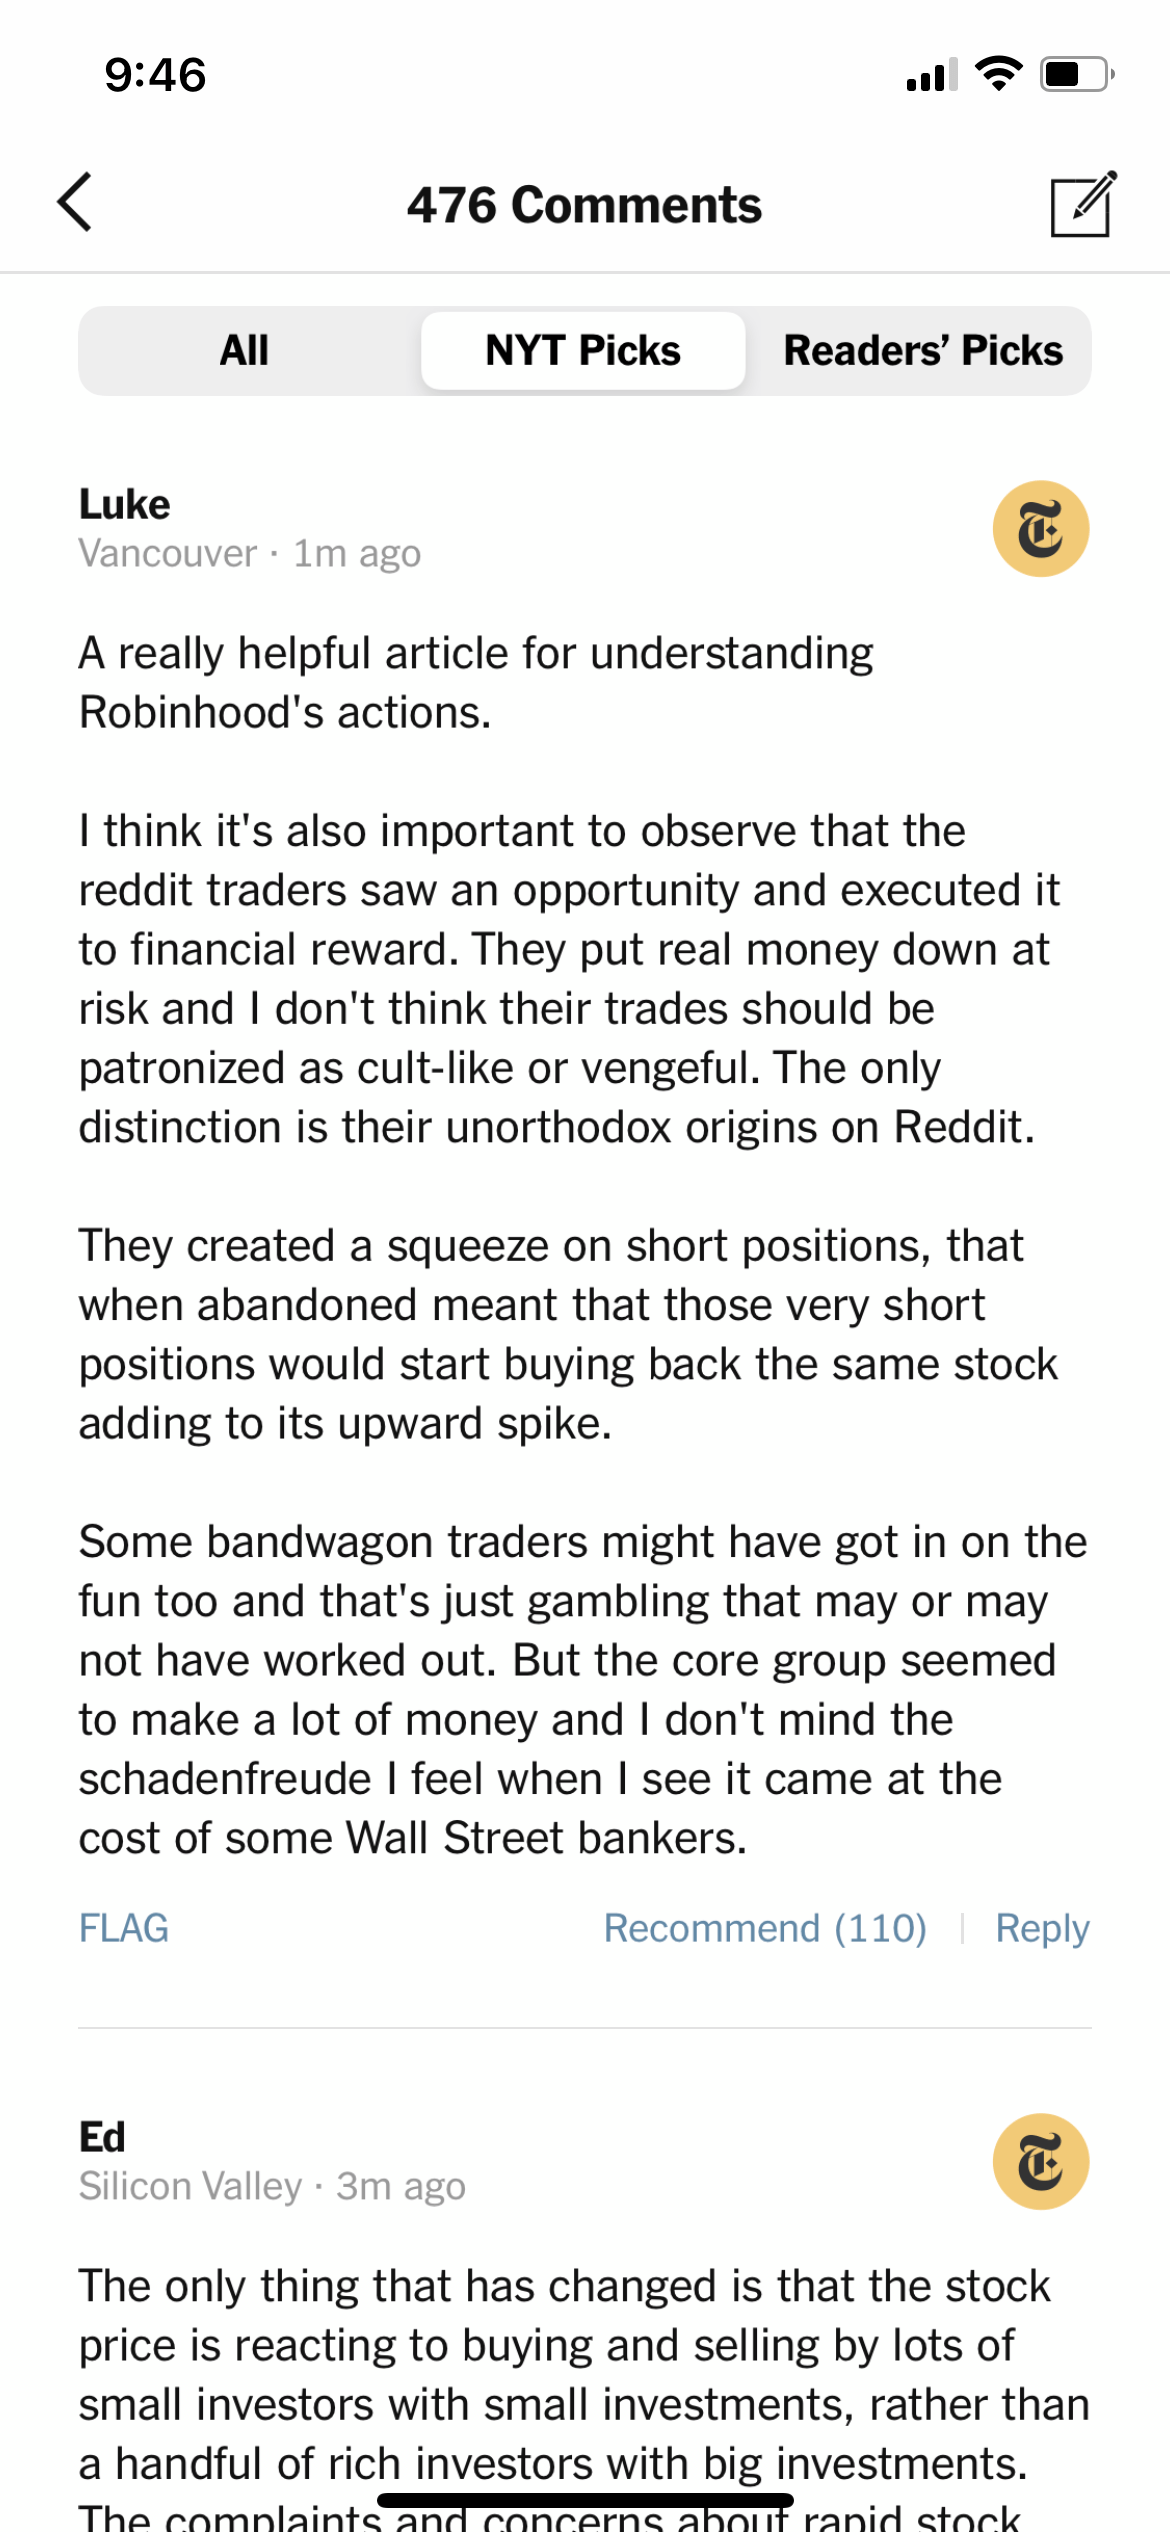 9:46
476 Comments
All
NYT Picks
Readers’ Picks
Luke
Vancouver · 1m ago
A really helpful article for understanding
Robinhood's actions.
I think it's also important to observe that the
reddit traders saw an opportunity and executed it
to financial reward. They put real money down at
risk and I don't think their trades should be
patronized as cult-like or vengeful. The only
distinction is their unorthodox origins on Reddit.
They created a squeeze on short positions, that
when abandoned meant that those very short
positions would start buying back the same stock
adding to its upward spike.
Some bandwagon traders might have got in on the
fun too and that's just gambling that may or may
not have worked out. But the core group seemed
to make a lot of money and I don't mind the
schadenfreude I feel when I see it came at the
cost of some Wall Street bankers.
FLAG
Recommend (110) | Reply
Ed
Silicon Valley · 3m ago
The only thing that has changed is that the stock
price is reacting to buying and selling by lots of
small investors with small investments, rather than
a handful of rich investors with big investments.
The complaints and concerns about rapid stock